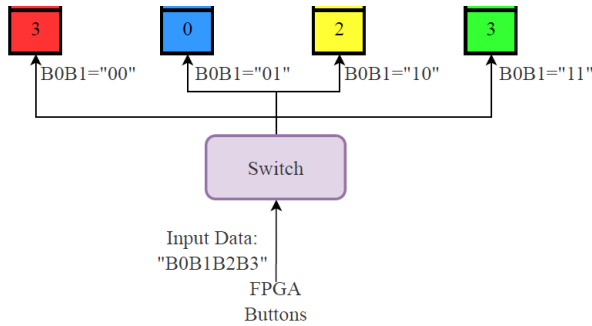 3 0 2 3
B0B1="00" B0B1="01" B0B1="10" B0B1="11"
Switch
Input Data:
"B0B1B2B3"
FPGA
Buttons